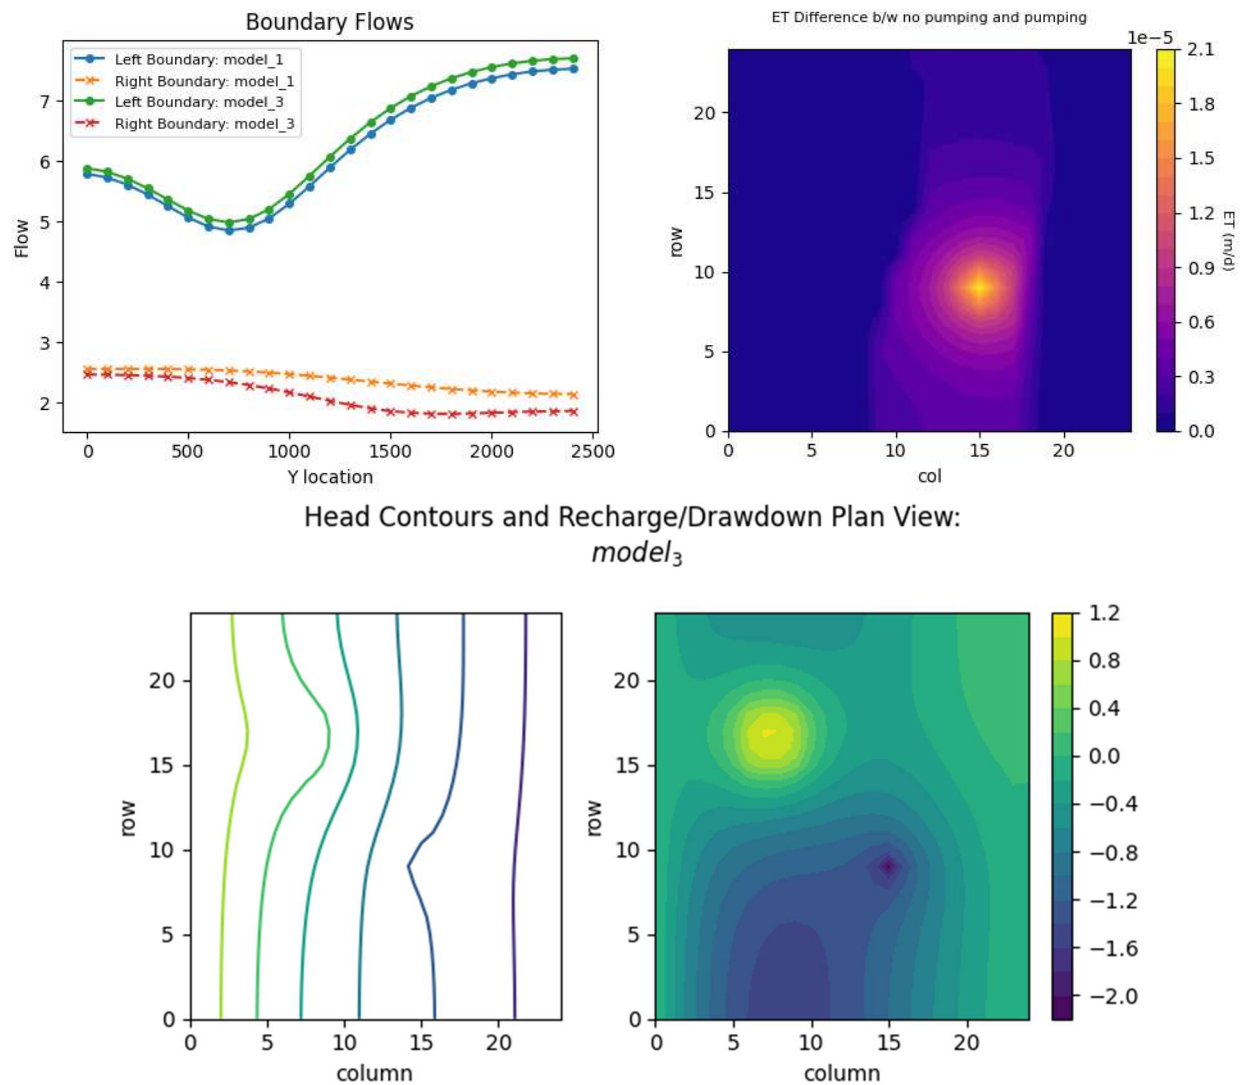 Boundary Flows
Left Boundary: model_1
Right Boundary: model_1
Left Boundary: model_3
Right Boundary: model_3
7
6
5
4
3
2
Flow
0 500 1000 1500 2000 2500
Y location
ET Difference b/w no pumping and pumping
20
15
10
5
0
row
0 5 10 15 20
col
1e−5
2.1
1.8
1.5
1.2
0.9
0.6
0.3
0.0
ET (m/d)
Head Contours and Recharge/Drawdown Plan View:
model₃
20
15
10
5
0
row
0 5 10 15 20
column
20
15
10
5
0
row
0 5 10 15 20
column
1.2
0.8
0.4
0.0
−0.4
−0.8
−1.2
−1.6
−2.0